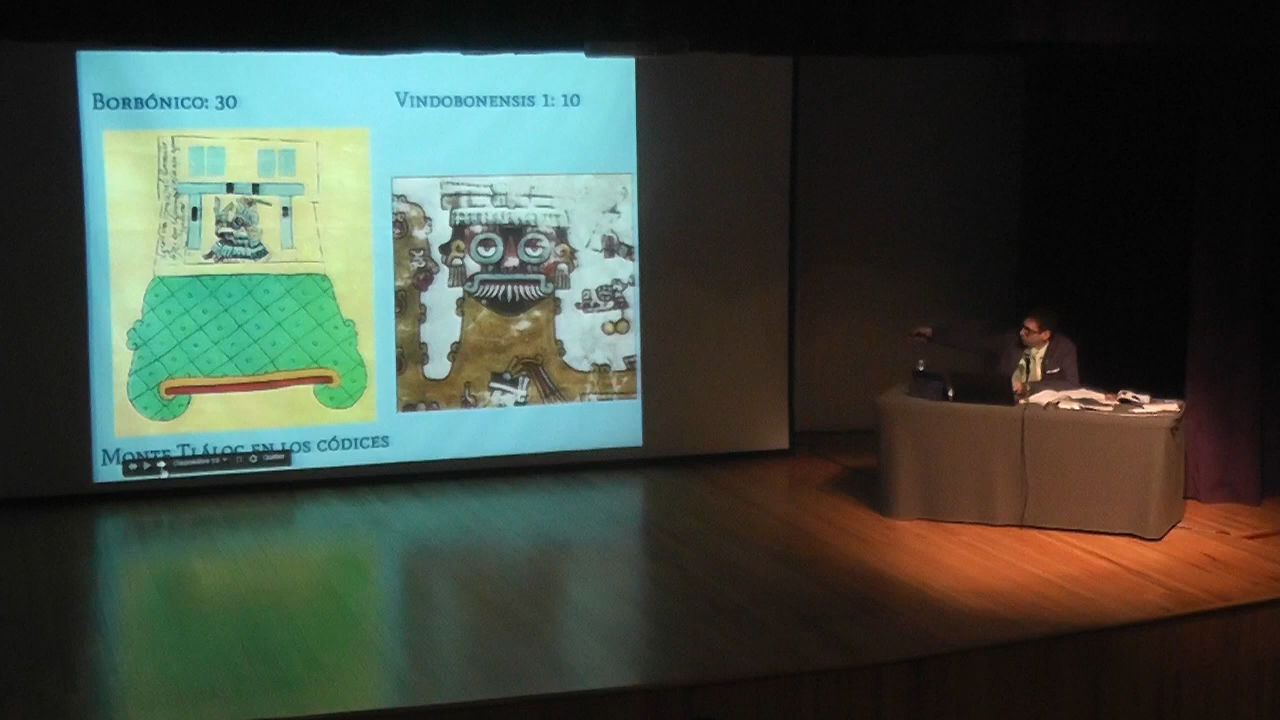 BORBÓNICO: 30
VINDOBONENSIS 1: 10
MONTE TLÁLOC EN LOS CÓDICES